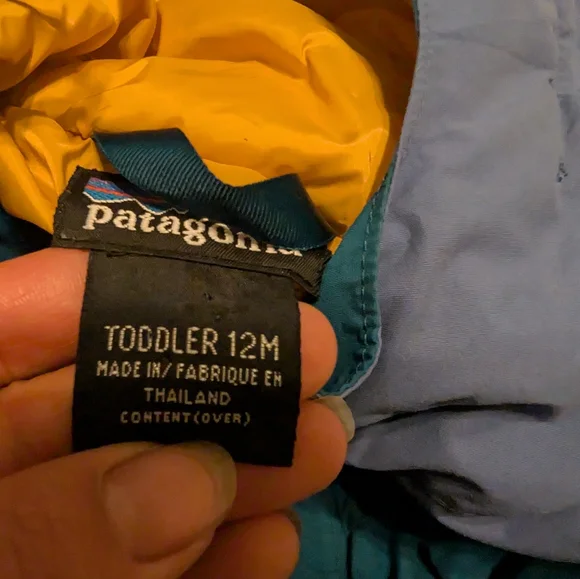 patagonia
TODDLER 12M
MADE IN/FABRIQUE EN
THAILAND
CONTENT(OVER)